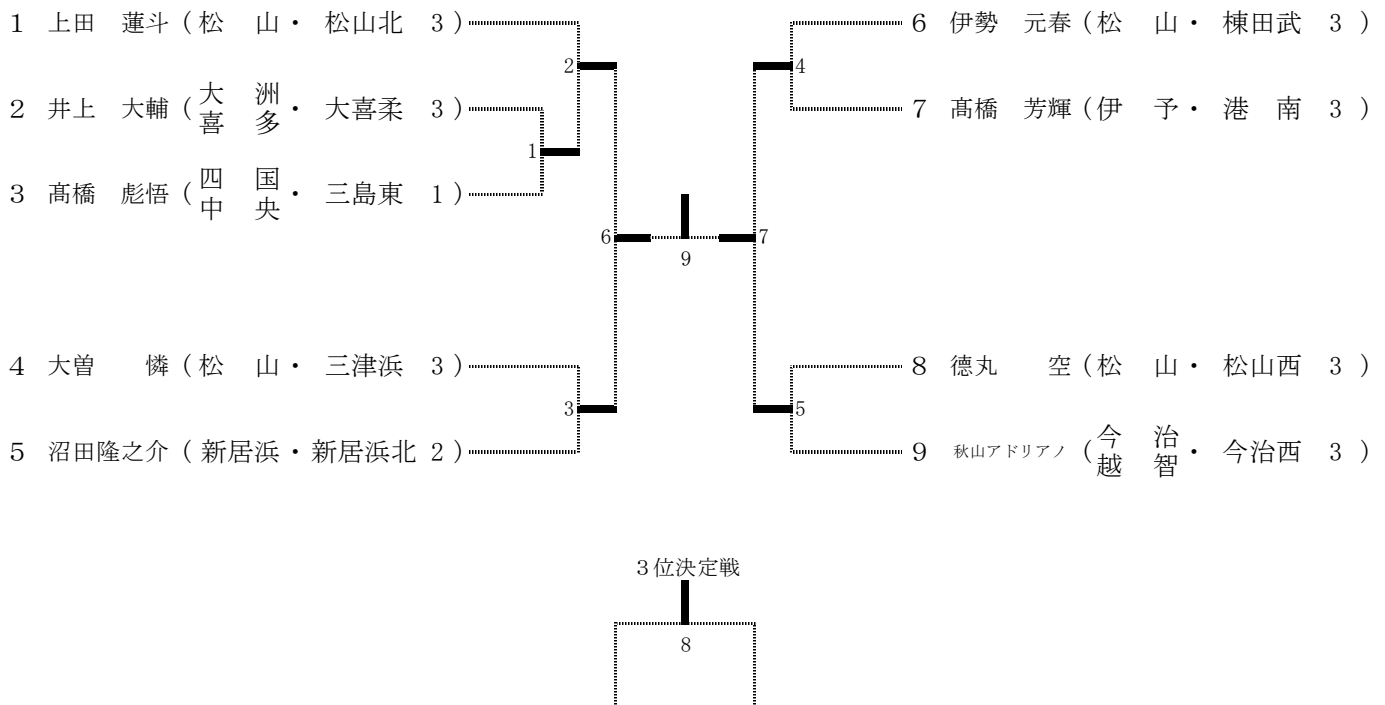 1 上田 蓮斗 ( 松 山 ・ 松山北 3 )
2 井上 大輔 ( 大洲喜多 ・ 大喜柔 3 )
3 髙橋 彪悟 ( 四国中央 ・ 三島東 1 )
4 大曽 憐 ( 松 山 ・ 三津浜 3 )
5 沼田隆之介 ( 新居浜 ・ 新居浜北 2 )
2
1
6
3
9
6 伊勢 元春 ( 松 山 ・ 棟田武 3 )
7 髙橋 芳輝 ( 伊 予 ・ 港 南 3 )
8 德丸 空 ( 松 山 ・ 松山西 3 )
9 秋山アドリアノ ( 今治越智 ・ 今治西 3 )
4
7
5
3位決定戦
8